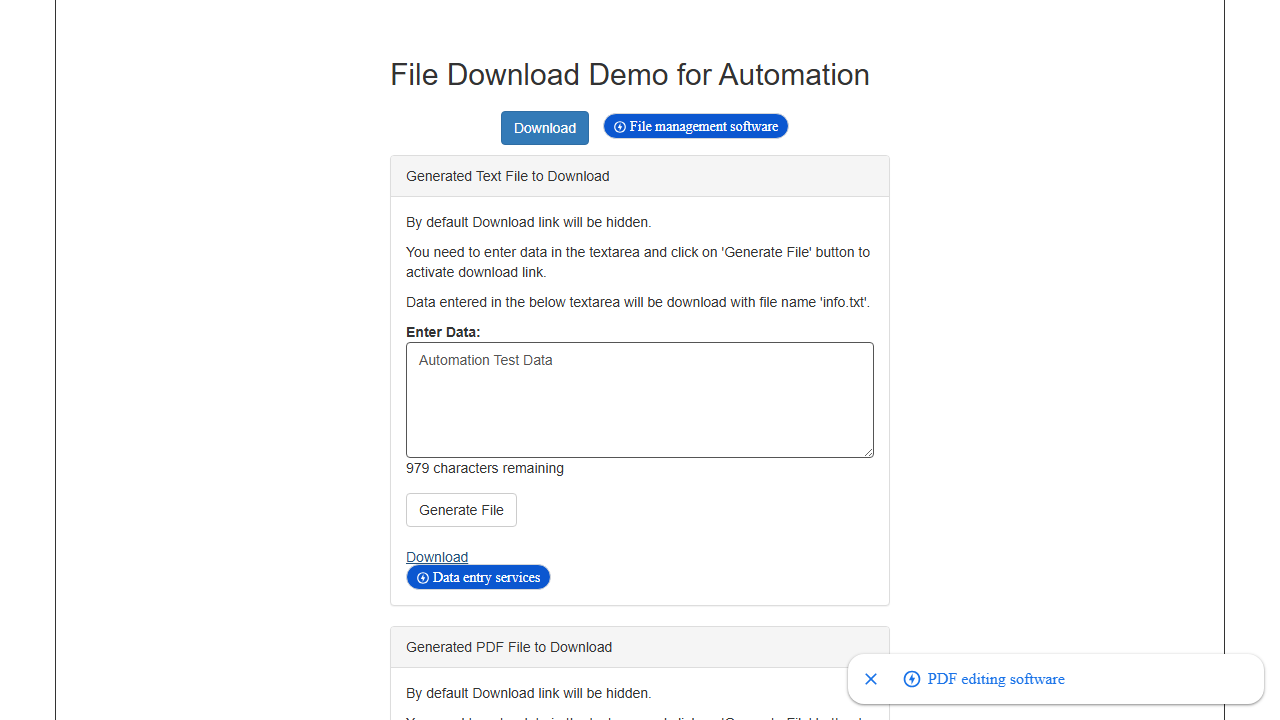 File Download Demo for Automation
Download
File management software
Generated Text File to Download
By default Download link will be hidden.
You need to enter data in the textarea and click on 'Generate File' button to
activate download link.
Data entered in the below textarea will be download with file name 'info.txt'.
Enter Data:
Automation Test Data
979 characters remaining
Generate File
Download
Data entry services
Generated PDF File to Download
By default Download link will be hidden.
PDF editing software